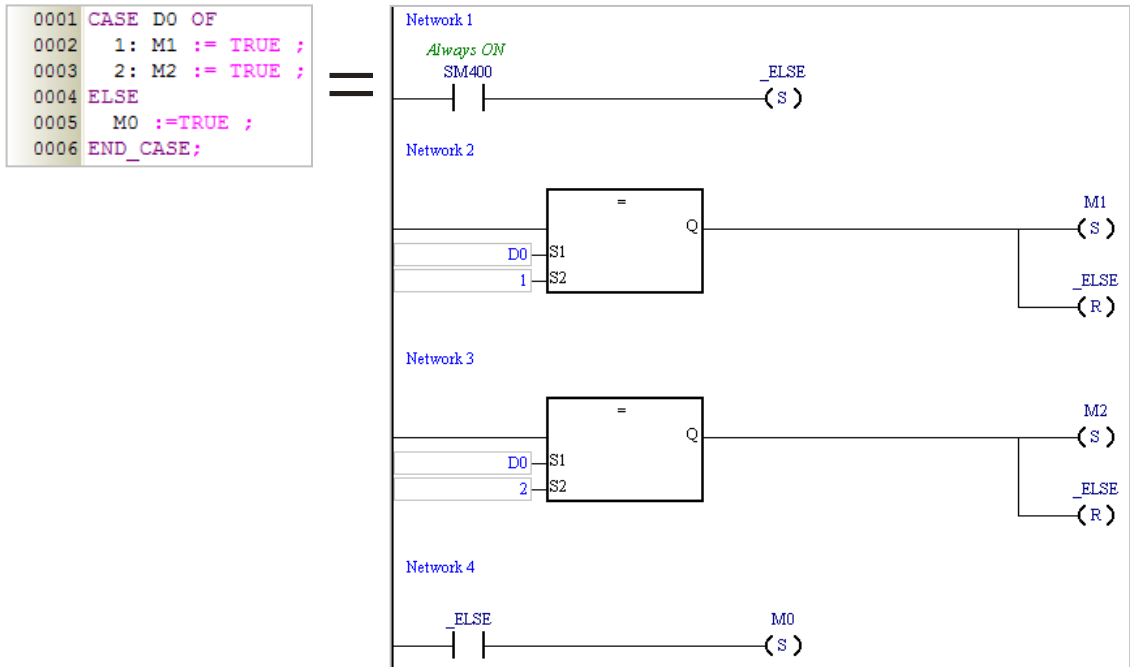 0001 CASE D0 OF
0002 1: M1 := TRUE ;
0003 2: M2 := TRUE ;
0004 ELSE
0005 M0 :=TRUE ;
0006 END_CASE;
=
Network 1
Always ON
SM400 _ELSE
( S )
Network 2
= M1
Q ( S )
D0 S1
1 S2 _ELSE
( R )
Network 3
= M2
Q ( S )
D0 S1
2 S2 _ELSE
( R )
Network 4
_ELSE M0
( S )